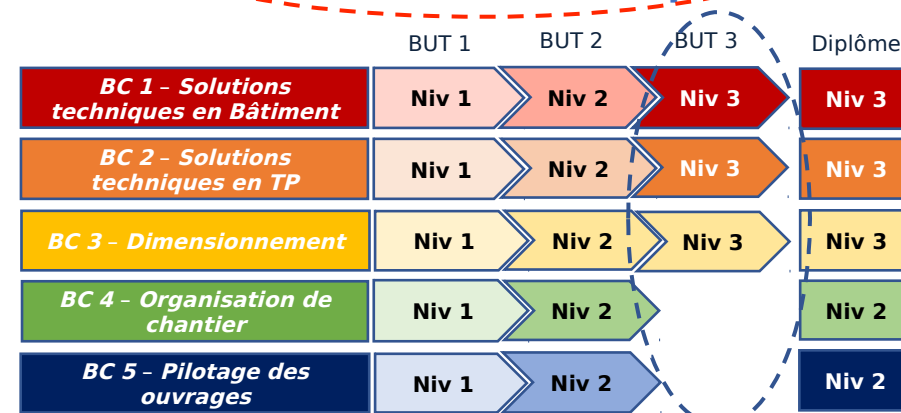 BUT 1 BUT 2 BUT 3 Diplôme
BC 1 – Solutions
techniques en Bâtiment
Niv 1 Niv 2 Niv 3 Niv 3
BC 2 – Solutions
techniques en TP
Niv 1 Niv 2 Niv 3 Niv 3
BC 3 – Dimensionnement
Niv 1 Niv 2 Niv 3 Niv 3
BC 4 – Organisation de
chantier
Niv 1 Niv 2 Niv 2
BC 5 – Pilotage des
ouvrages
Niv 1 Niv 2 Niv 2